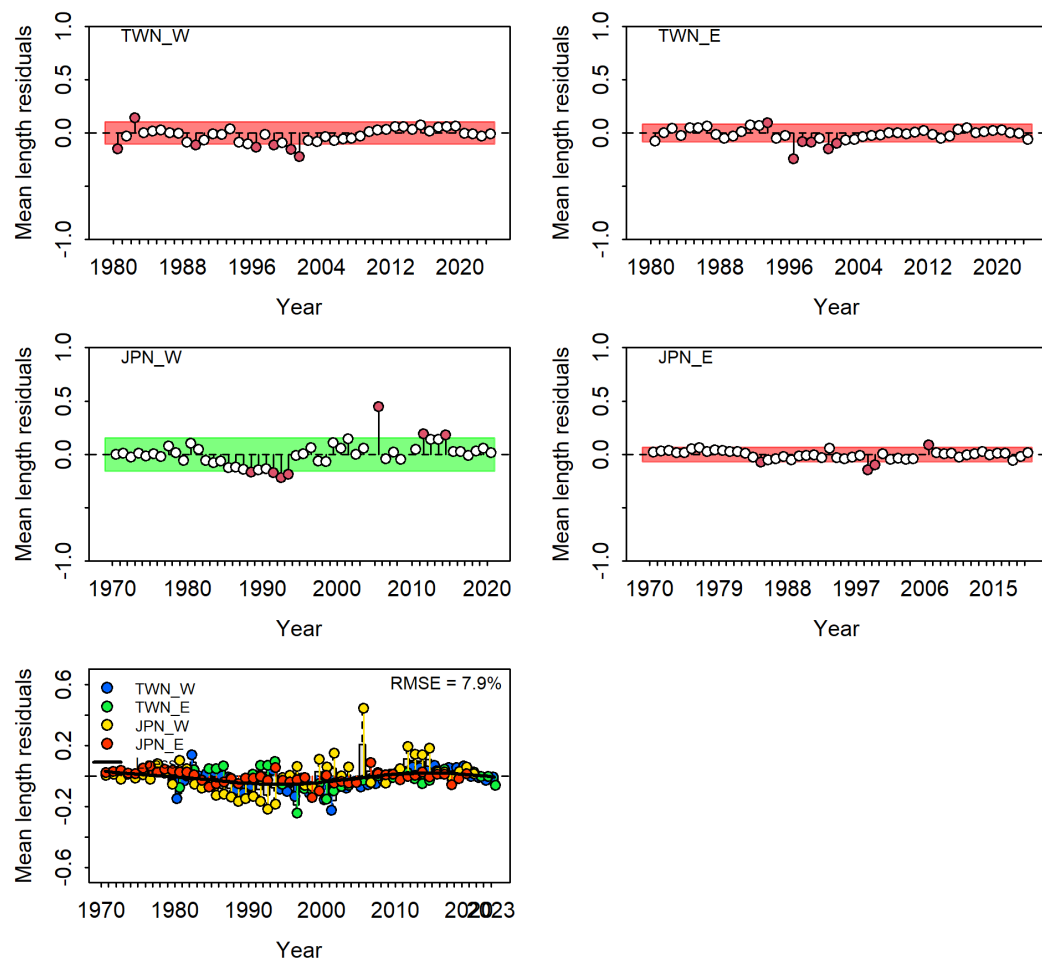 TWN_W
Mean length residuals
1.0
0.5
0.0
-1.0
1980 1988 1996 2004 2012 2020
Year
TWN_E
Mean length residuals
1.0
0.5
0.0
-1.0
1980 1988 1996 2004 2012 2020
Year
JPN_W
Mean length residuals
1.0
0.5
0.0
-1.0
1970 1980 1990 2000 2010 2020
Year
JPN_E
Mean length residuals
1.0
0.5
0.0
-1.0
1970 1979 1988 1997 2006 2015
Year
Mean length residuals
0.6
0.2
-0.2
-0.6
TWN_W
TWN_E
JPN_W
JPN_E
RMSE = 7.9%
1970 1980 1990 2000 2010 2020 2023
Year